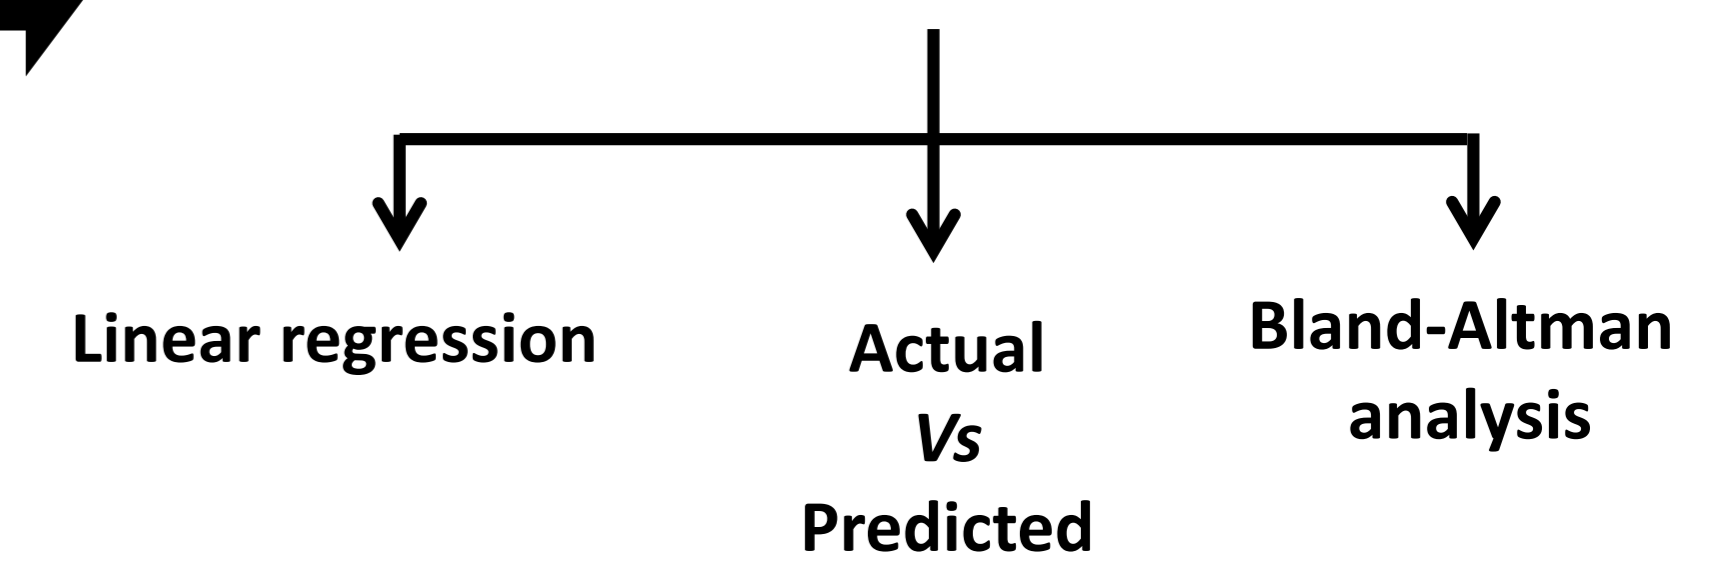 Linear regression
Actual
Vs
Predicted
Bland-Altman
analysis